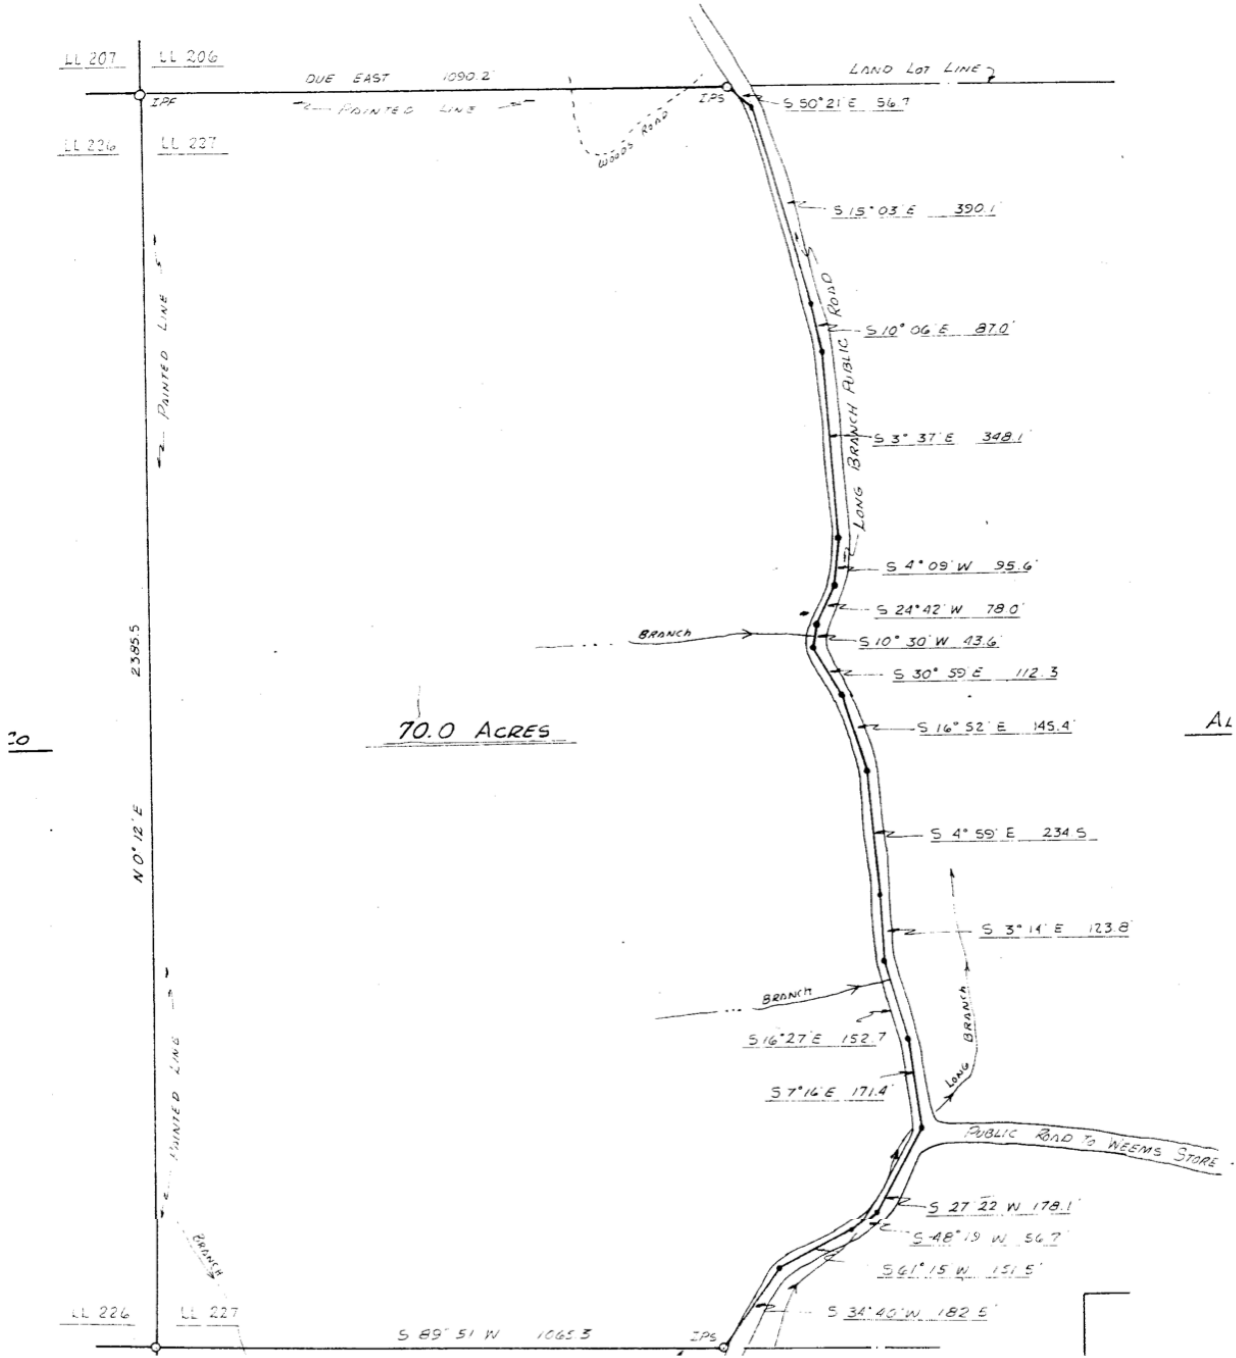 LL 207 LL 206
DUE EAST 1090.2'
LAND LOT LINE
IPF
PAINTED LINE
IPS
S 50° 21' E 56.7
WOODS ROAD
LL 236 LL 237
S 15° 03' E 390.1'
PAINTED LINE
LONG BRANCH PUBLIC ROAD
S 10° 06' E 87.0'
S 3° 37' E 348.1'
S 4° 09' W 95.6'
S 24° 42' W 78.0'
BRANCH
S 10° 30' W 43.6'
2385.5
S 30° 59' E 112.3
70.0 ACRES
S 16° 52' E 145.4'
CO
AL
N 0° 12' E
S 4° 59' E 234.5
S 3° 14' E 123.8'
BRANCH
LONG BRANCH
S 16° 27' E 152.7
S 7° 16' E 171.4'
PAINTED LINE
PUBLIC ROAD TO WEEMS STORE
S 27 22 W 178.1'
S 48° 19 W 56.7'
BRANCH
S 61° 15' W 151.5'
LL 226 LL 227
S 34° 40' W 182.5'
S 89° 51' W 1065.3
IPS